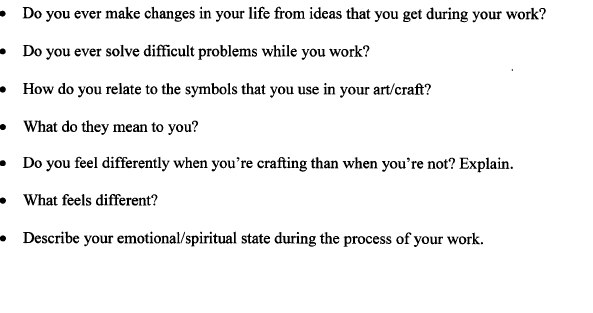 • Do you ever make changes in your life from ideas that you get during your work?
• Do you ever solve difficult problems while you work?
• How do you relate to the symbols that you use in your art/craft?
• What do they mean to you?
• Do you feel differently when you're crafting than when you're not? Explain.
• What feels different?
• Describe your emotional/spiritual state during the process of your work.